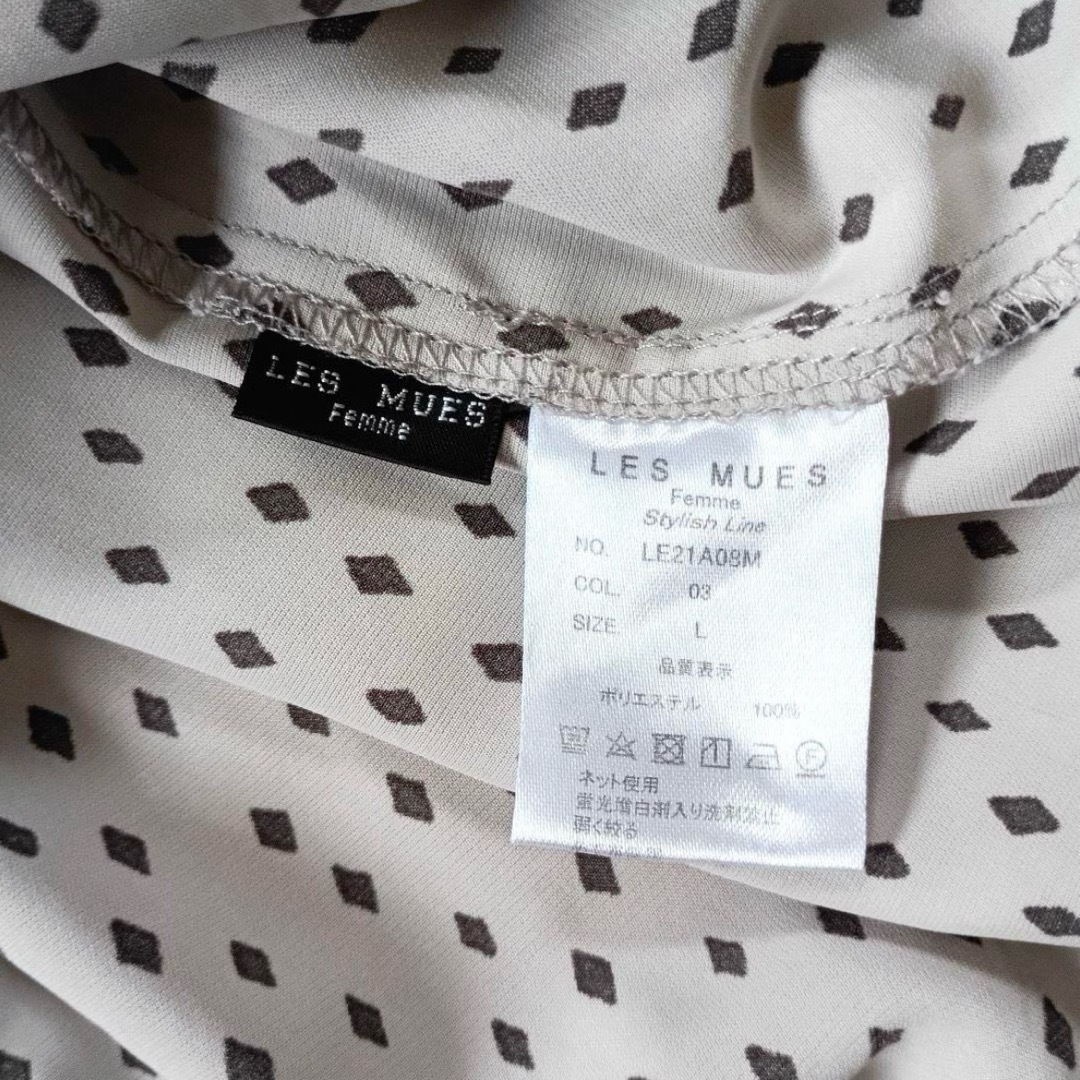 LES MUES
Femme
LES MUES
Femme
Stylish Line
NO. LE21A08M
COL. 03
SIZE L
品質表示
ポリエステル 100%
F
ネット使用
蛍光増白剤入り洗剤禁止
弱く絞る